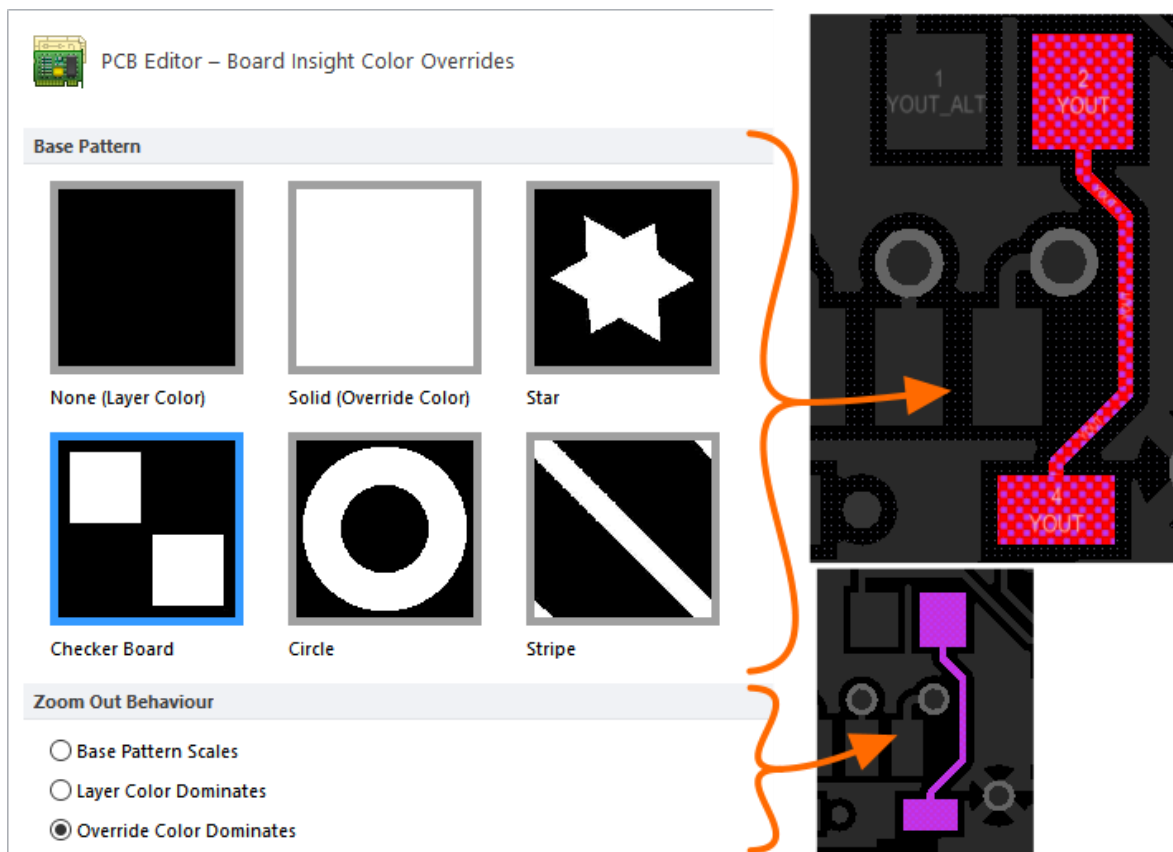 PCB Editor – Board Insight Color Overrides
Base Pattern
None (Layer Color)
Solid (Override Color)
Star
Checker Board
Circle
Stripe
Zoom Out Behaviour
Base Pattern Scales
Layer Color Dominates
Override Color Dominates
1
YOUT_ALT
2
YOUT
4
YOUT